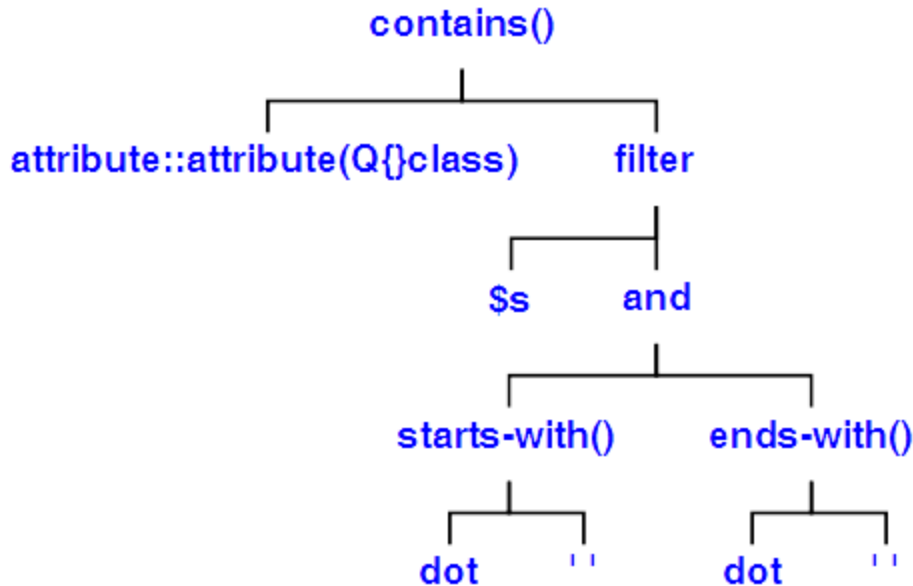 contains()
attribute::attribute(Q{}class) filter
$s and
starts-with() ends-with()
dot ' ' dot ' '